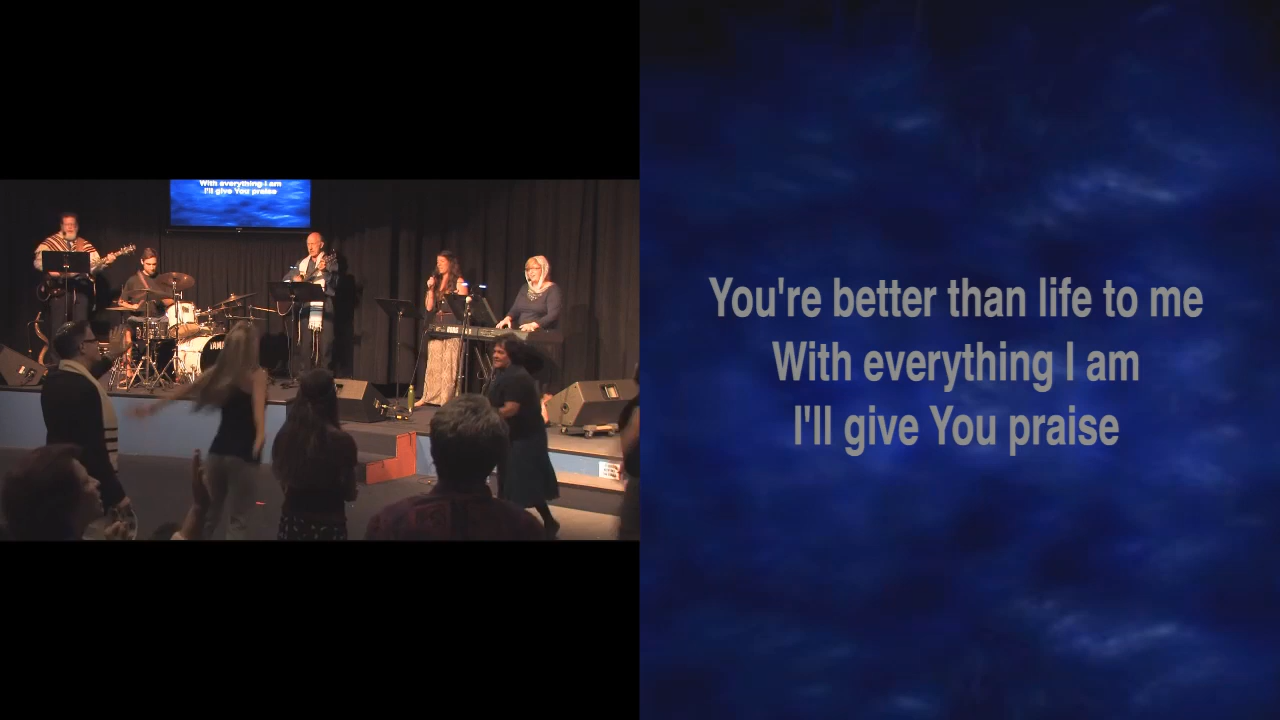 With everything I am
I'll give You praise
You're better than life to me
With everything I am
I'll give You praise